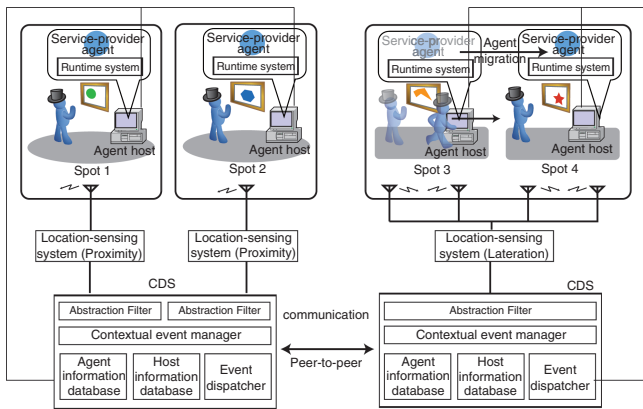 Service-provider
agent
Runtime system
Agent host
Spot 1
Service-provider
agent
Runtime system
Agent host
Spot 2
Service-provider
agent
Runtime system
Agent
migration
Service-provider
agent
Runtime system
Agent host
Spot 3
Agent host
Spot 4
Location-sensing
system (Proximity)
Location-sensing
system (Proximity)
Location-sensing
system (Lateration)
CDS
Abstraction Filter
Abstraction Filter
Contextual event manager
Agent
information
database
Host
information
database
Event
dispatcher
communication
Peer-to-peer
CDS
Abstraction Filter
Contextual event manager
Agent
information
database
Host
information
database
Event
dispatcher